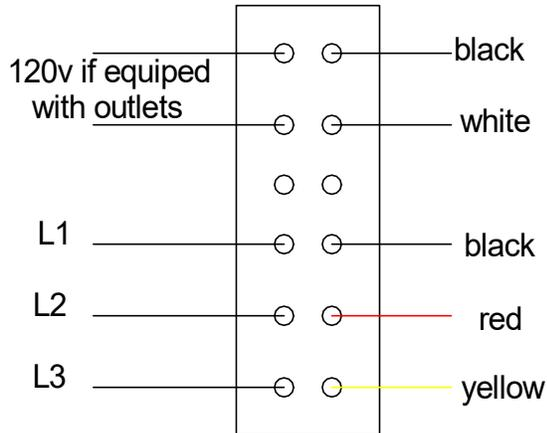 black
120v if equiped
with outlets
white
L1
black
L2
red
L3
yellow